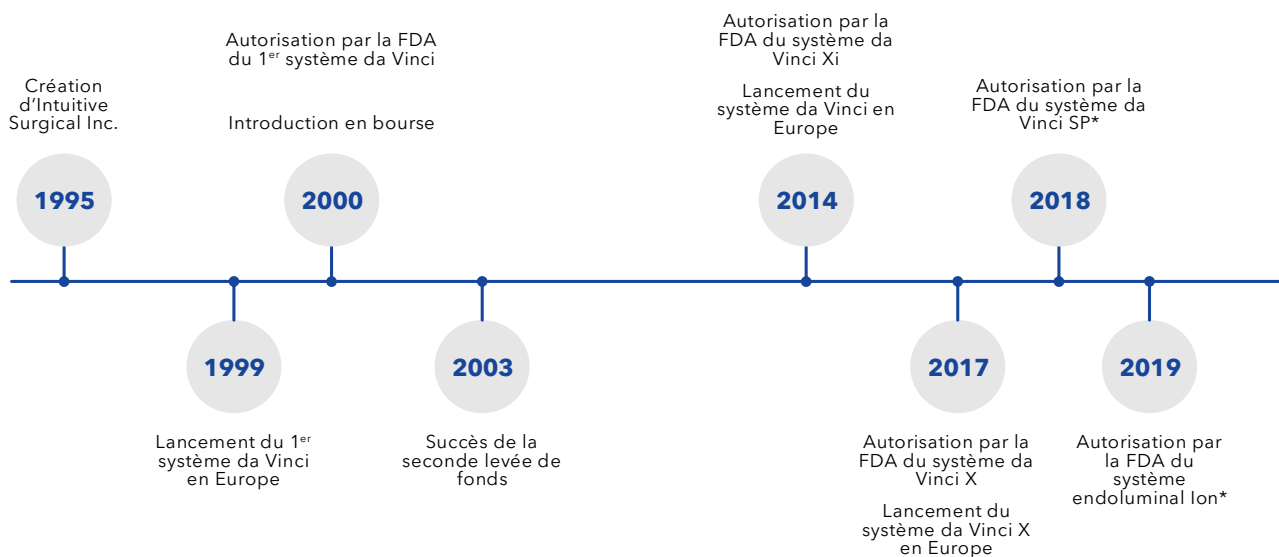 Création
d'Intuitive
Surgical Inc.
1995
Lancement du 1er
système da Vinci
en Europe
1999
Autorisation par la FDA
du 1er système da Vinci
Introduction en bourse
2000
2003
Succès de la
seconde levée de
fonds
Autorisation par la
FDA du système da
Vinci Xi
Lancement du
système da Vinci en
Europe
2014
2017
Autorisation par la
FDA du système da
Vinci X
Lancement du
système da Vinci X
en Europe
Autorisation par la
FDA du système da
Vinci SP*
2018
2019
Autorisation par
la FDA du
système
endoluminal Ion*